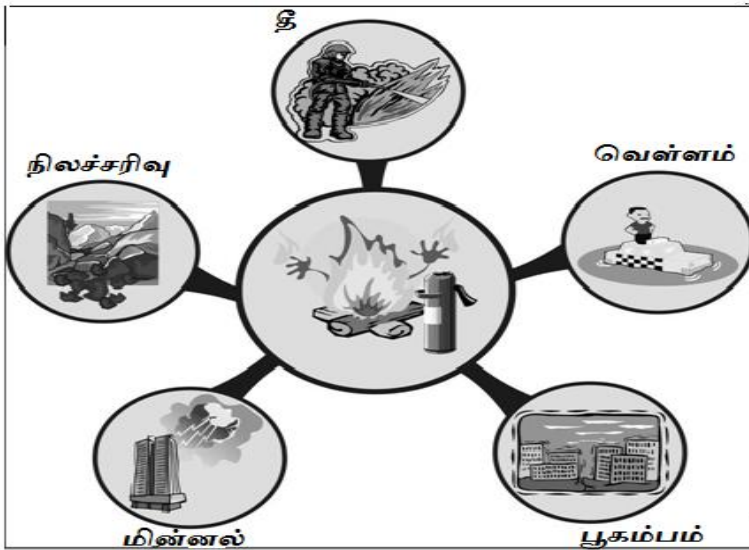 தீ
நிலச்சரிவு
வெள்ளம்
மின்னல்
பூகம்பம்